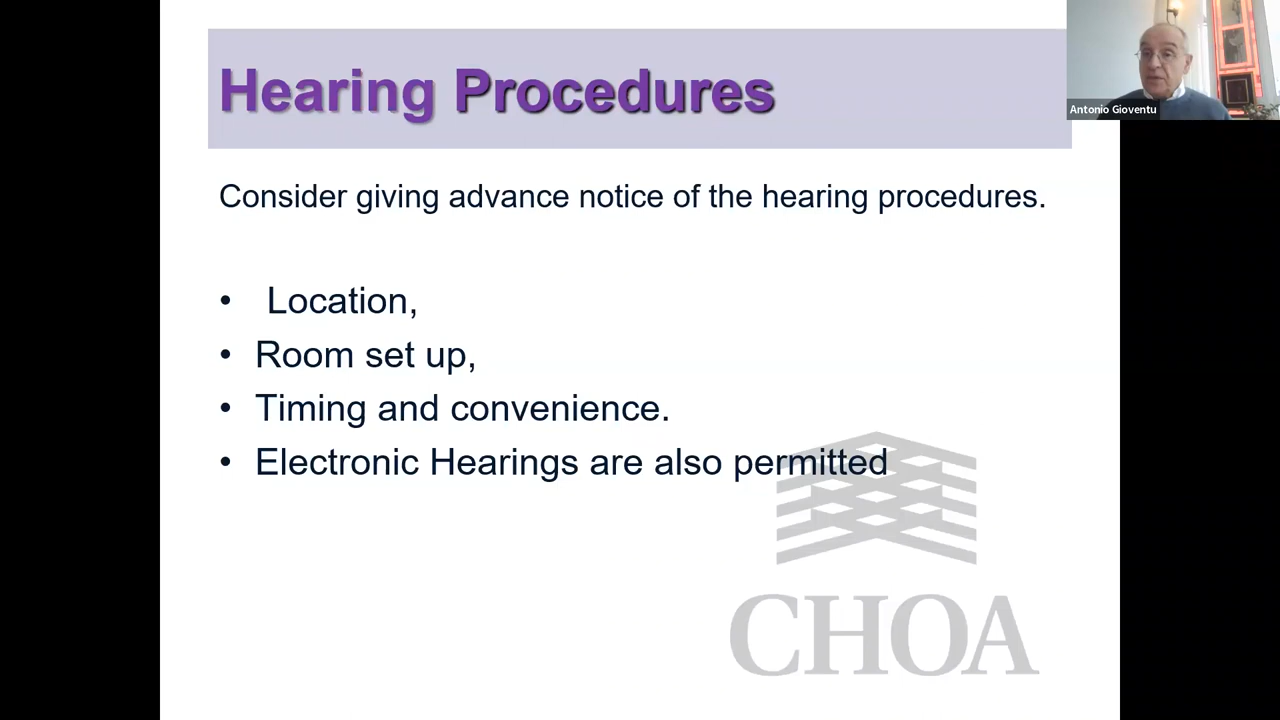 Hearing Procedures
Antonio Gioventu
Consider giving advance notice of the hearing procedures.
• Location,
• Room set up,
• Timing and convenience.
• Electronic Hearings are also permitted
CHOA